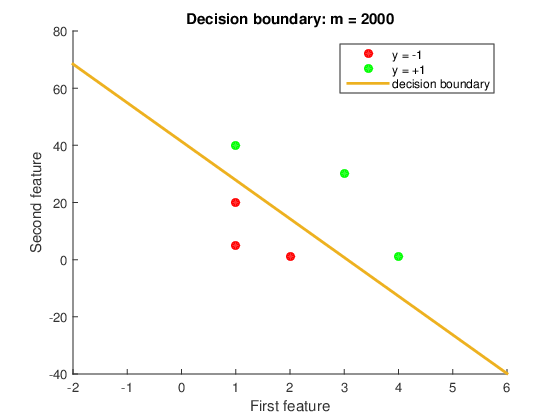 Decision boundary: m = 2000
y = -1
y = +1
decision boundary
80
60
40
20
0
-20
-40
Second feature
-2 -1 0 1 2 3 4 5 6
First feature